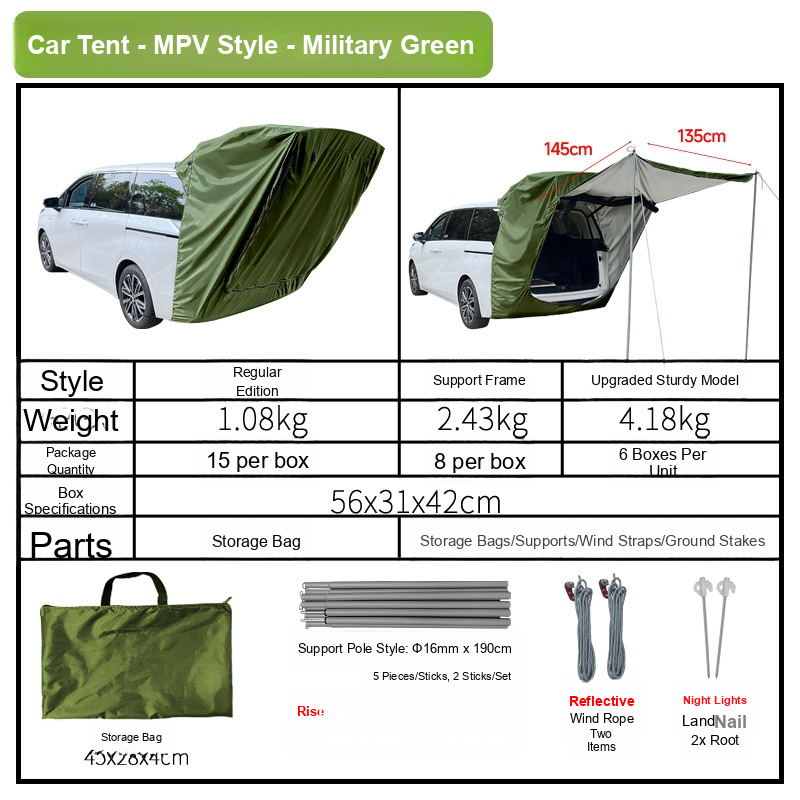 Car Tent - MPV Style - Military Green
145cm
135cm
Style
Regular
Edition
Support Frame
Upgraded Sturdy Model
Weight
1.08kg
2.43kg
4.18kg
Package
Quantity
15 per box
8 per box
6 Boxes Per
Unit
Box
Specifications
56x31x42cm
Parts
Storage Bag
Storage Bags/Supports/Wind Straps/Ground Stakes
Support Pole Style: Φ16mm x 190cm
5 Pieces/Sticks, 2 Sticks/Set
Rise
Reflective
Wind Rope
Two
Items
Night Lights
LandNail
2x Root
Storage Bag
45x28x4cm